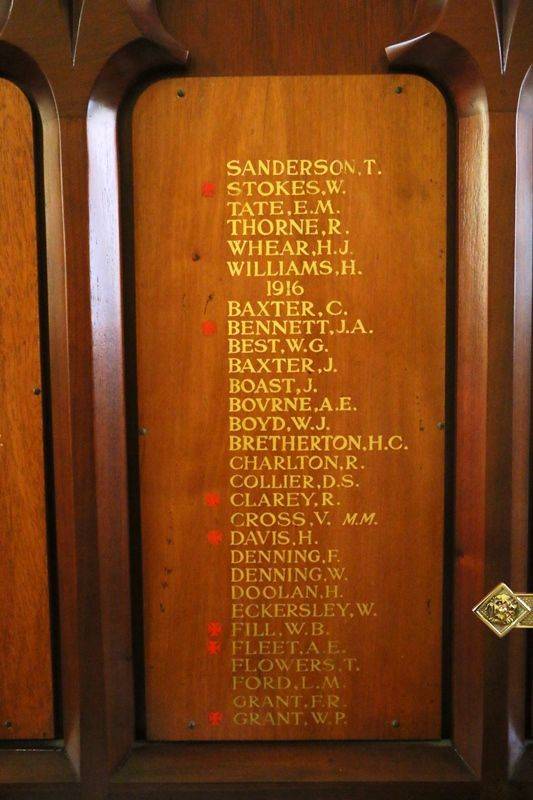 SANDERSON,T.
STOKES,W.
TATE,E.M.
THORNE,R.
WHEAR,H.J.
WILLIAMS,H.
1916
BAXTER,C.
BENNETT,J.A.
BEST,W.G.
BAXTER,J.
BOAST,J.
BOVRNE,A.E.
BOYD,W.J.
BRETHERTON,H.C.
CHARLTON,R.
COLLIER,D.S.
CLAREY,R.
CROSS,V. M.M.
DAVIS,H.
DENNING,F.
DENNING,W.
DOOLAN,H.
ECKERSLEY,W.
FILL,W.B.
FLEET,A.E.
FLOWERS,T.
FORD,L.M.
GRANT,F.R.
GRANT,W.P.